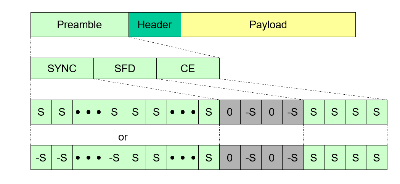 Preamble Header Payload
SYNC SFD CE
S S • • • S S S • • • S 0 -S 0 -S S S S S
or
-S -S • • • -S S S • • • S 0 -S 0 -S S S S S